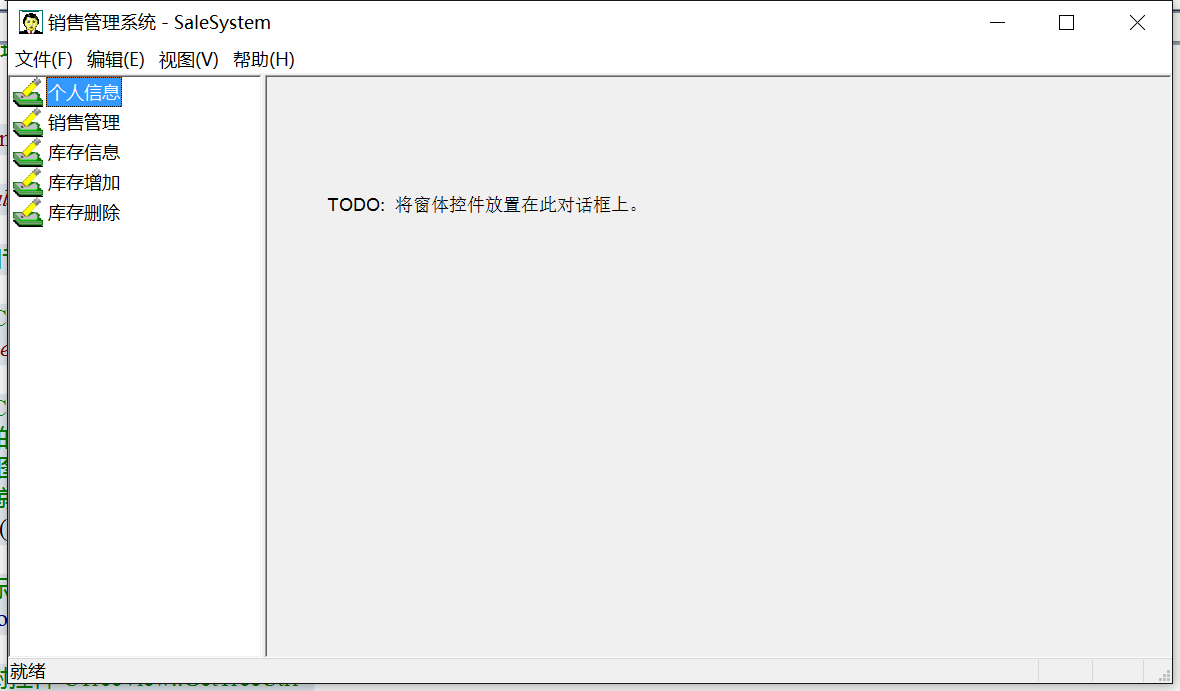 销售管理系统 - SaleSystem
文件(F) 编辑(E) 视图(V) 帮助(H)
个人信息
销售管理
库存信息
库存增加
库存删除
TODO: 将窗体控件放置在此对话框上。
就绪